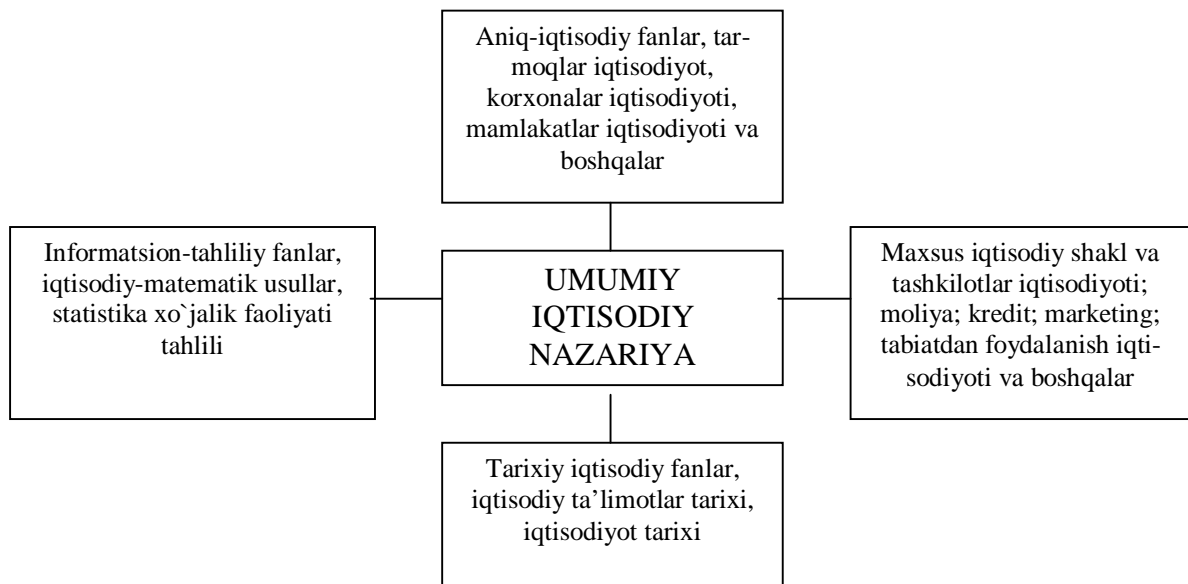 Aniq-iqtisodiy fanlar, tar-
moqlar iqtisodiyot,
korxonalar iqtisodiyoti,
mamlakatlar iqtisodiyoti va
boshqalar
Informatsion-tahliliy fanlar,
iqtisodiy-matematik usullar,
statistika xo`jalik faoliyati
tahlili
UMUMIY
IQTISODIY
NAZARIYA
Maxsus iqtisodiy shakl va
tashkilotlar iqtisodiyoti;
moliya; kredit; marketing;
tabiatdan foydalanish iqti-
sodiyoti va boshqalar
Tarixiy iqtisodiy fanlar,
iqtisodiy ta’limotlar tarixi,
iqtisodiyot tarixi